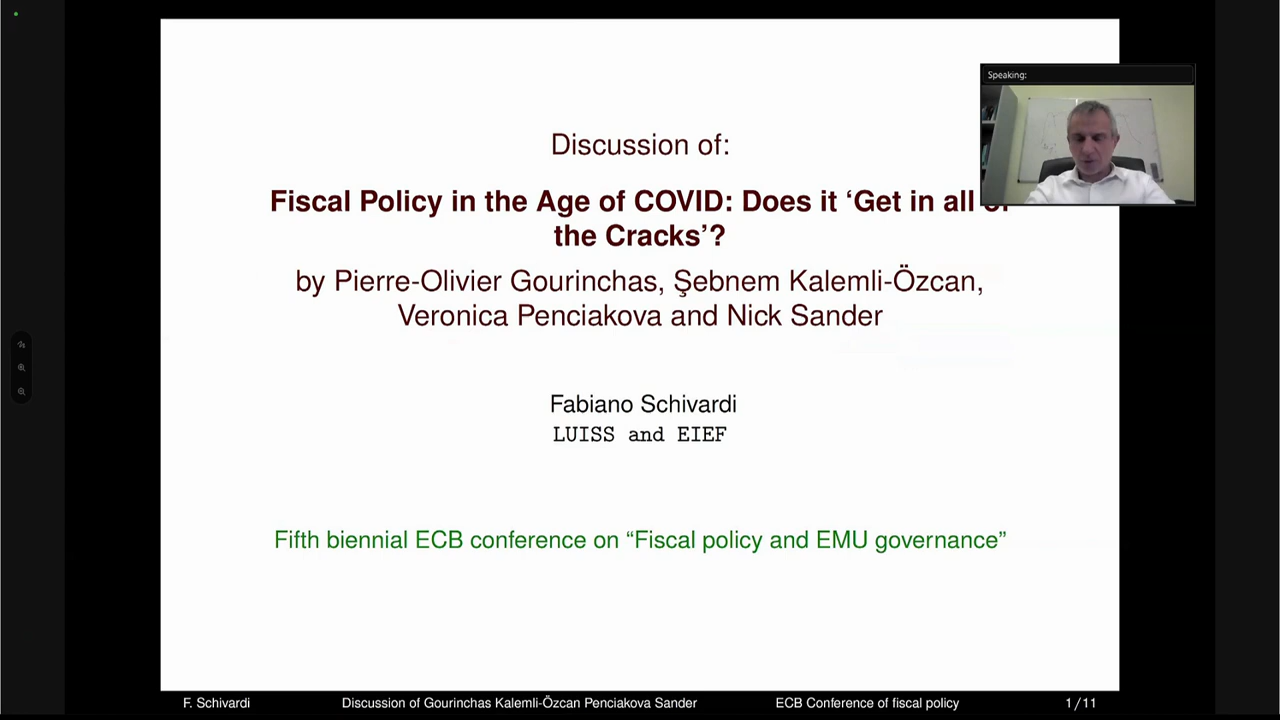 Speaking:
Discussion of:
Fiscal Policy in the Age of COVID: Does it ‘Get in all of
the Cracks’?
by Pierre-Olivier Gourinchas, Şebnem Kalemli-Özcan,
Veronica Penciakova and Nick Sander
Fabiano Schivardi
LUISS and EIEF
Fifth biennial ECB conference on “Fiscal policy and EMU governance”
F. Schivardi Discussion of Gourinchas Kalemli-Özcan Penciakova Sander ECB Conference of fiscal policy 1 / 11